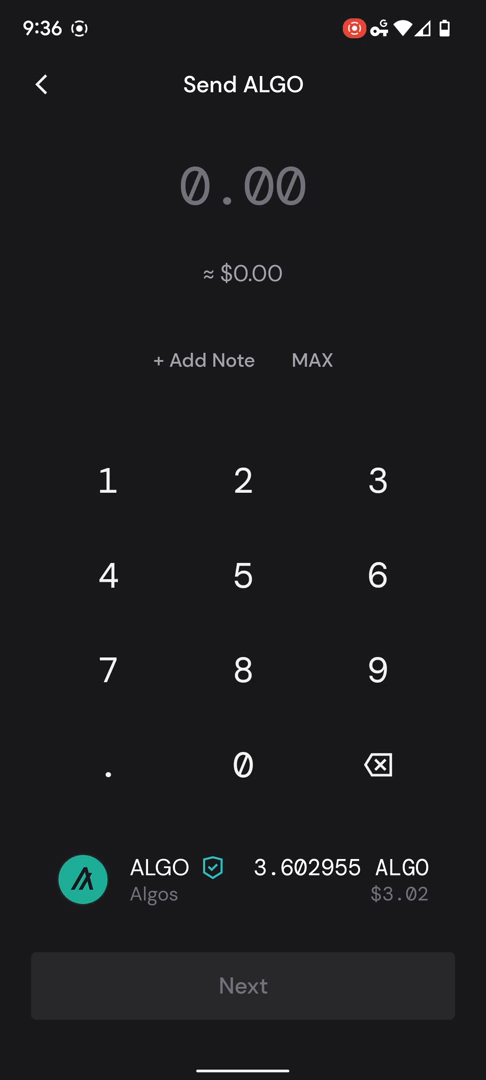 9:36
Send ALGO
0.00
≈ $0.00
+ Add Note MAX
1 2 3
4 5 6
7 8 9
. 0
ALGO 3.602955 ALGO
Algos $3.02
Next